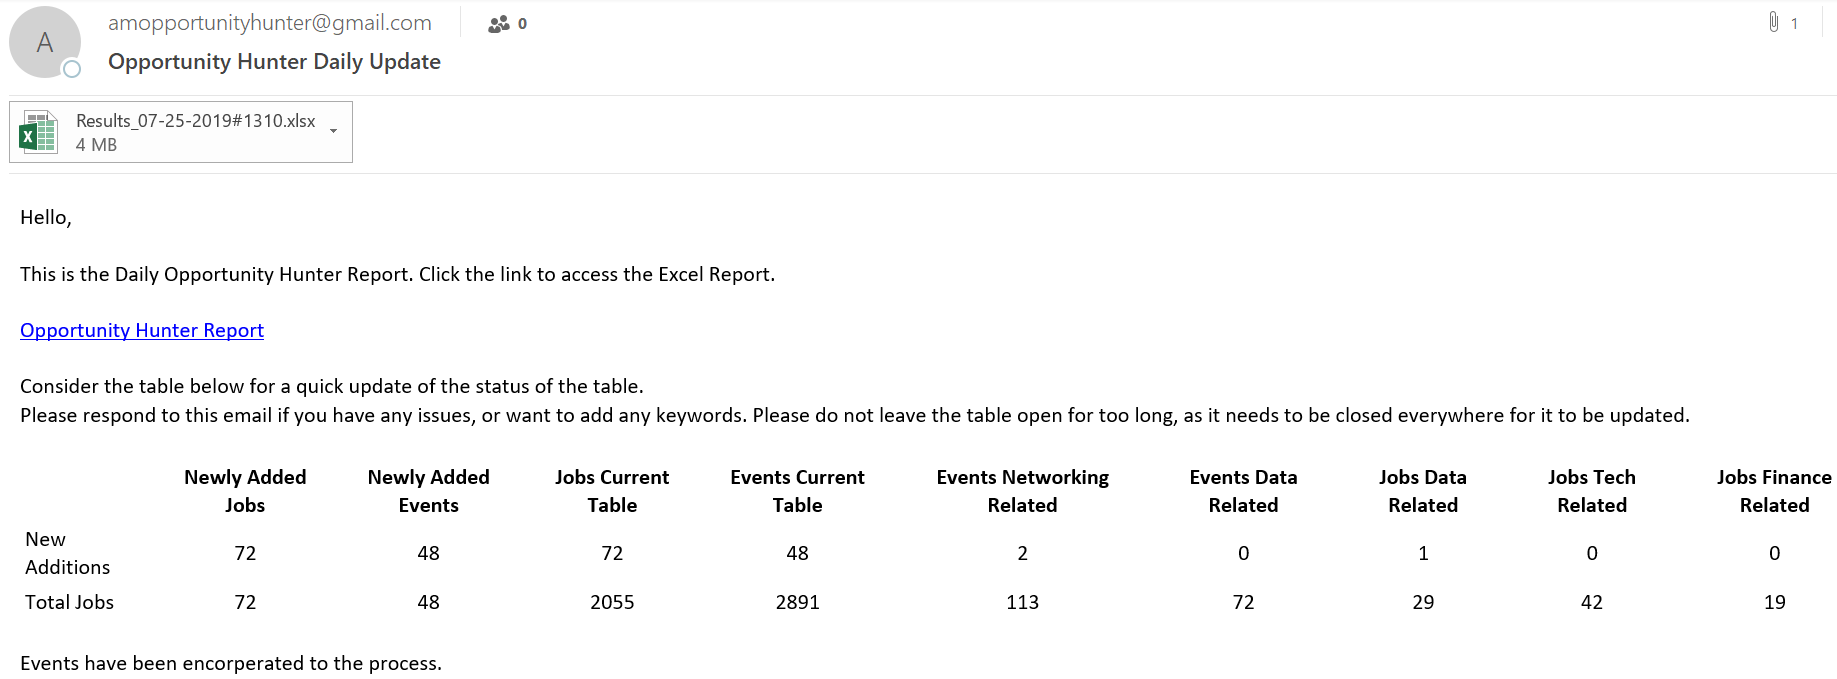 A
amopportunityhunter@gmail.com
0
1
Opportunity Hunter Daily Update
X
Results_07-25-2019#1310.xlsx
4 MB
Hello,
This is the Daily Opportunity Hunter Report. Click the link to access the Excel Report.
Opportunity Hunter Report
Consider the table below for a quick update of the status of the table.
Please respond to this email if you have any issues, or want to add any keywords. Please do not leave the table open for too long, as it needs to be closed everywhere for it to be updated.
Newly Added Newly Added Jobs Current Events Current Events Networking Events Data Jobs Data Jobs Tech Jobs Finance
Jobs Events Table Table Related Related Related Related Related
New
Additions 72 48 72 48 2 0 1 0 0
Total Jobs 72 48 2055 2891 113 72 29 42 19
Events have been encorperated to the process.